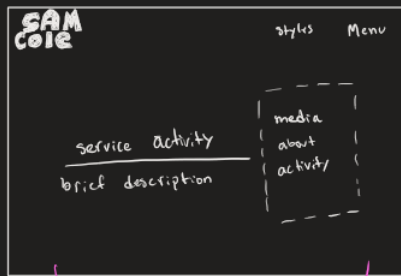 SAM
COLE
styles Menu
service activity
brief description
media
about
activity